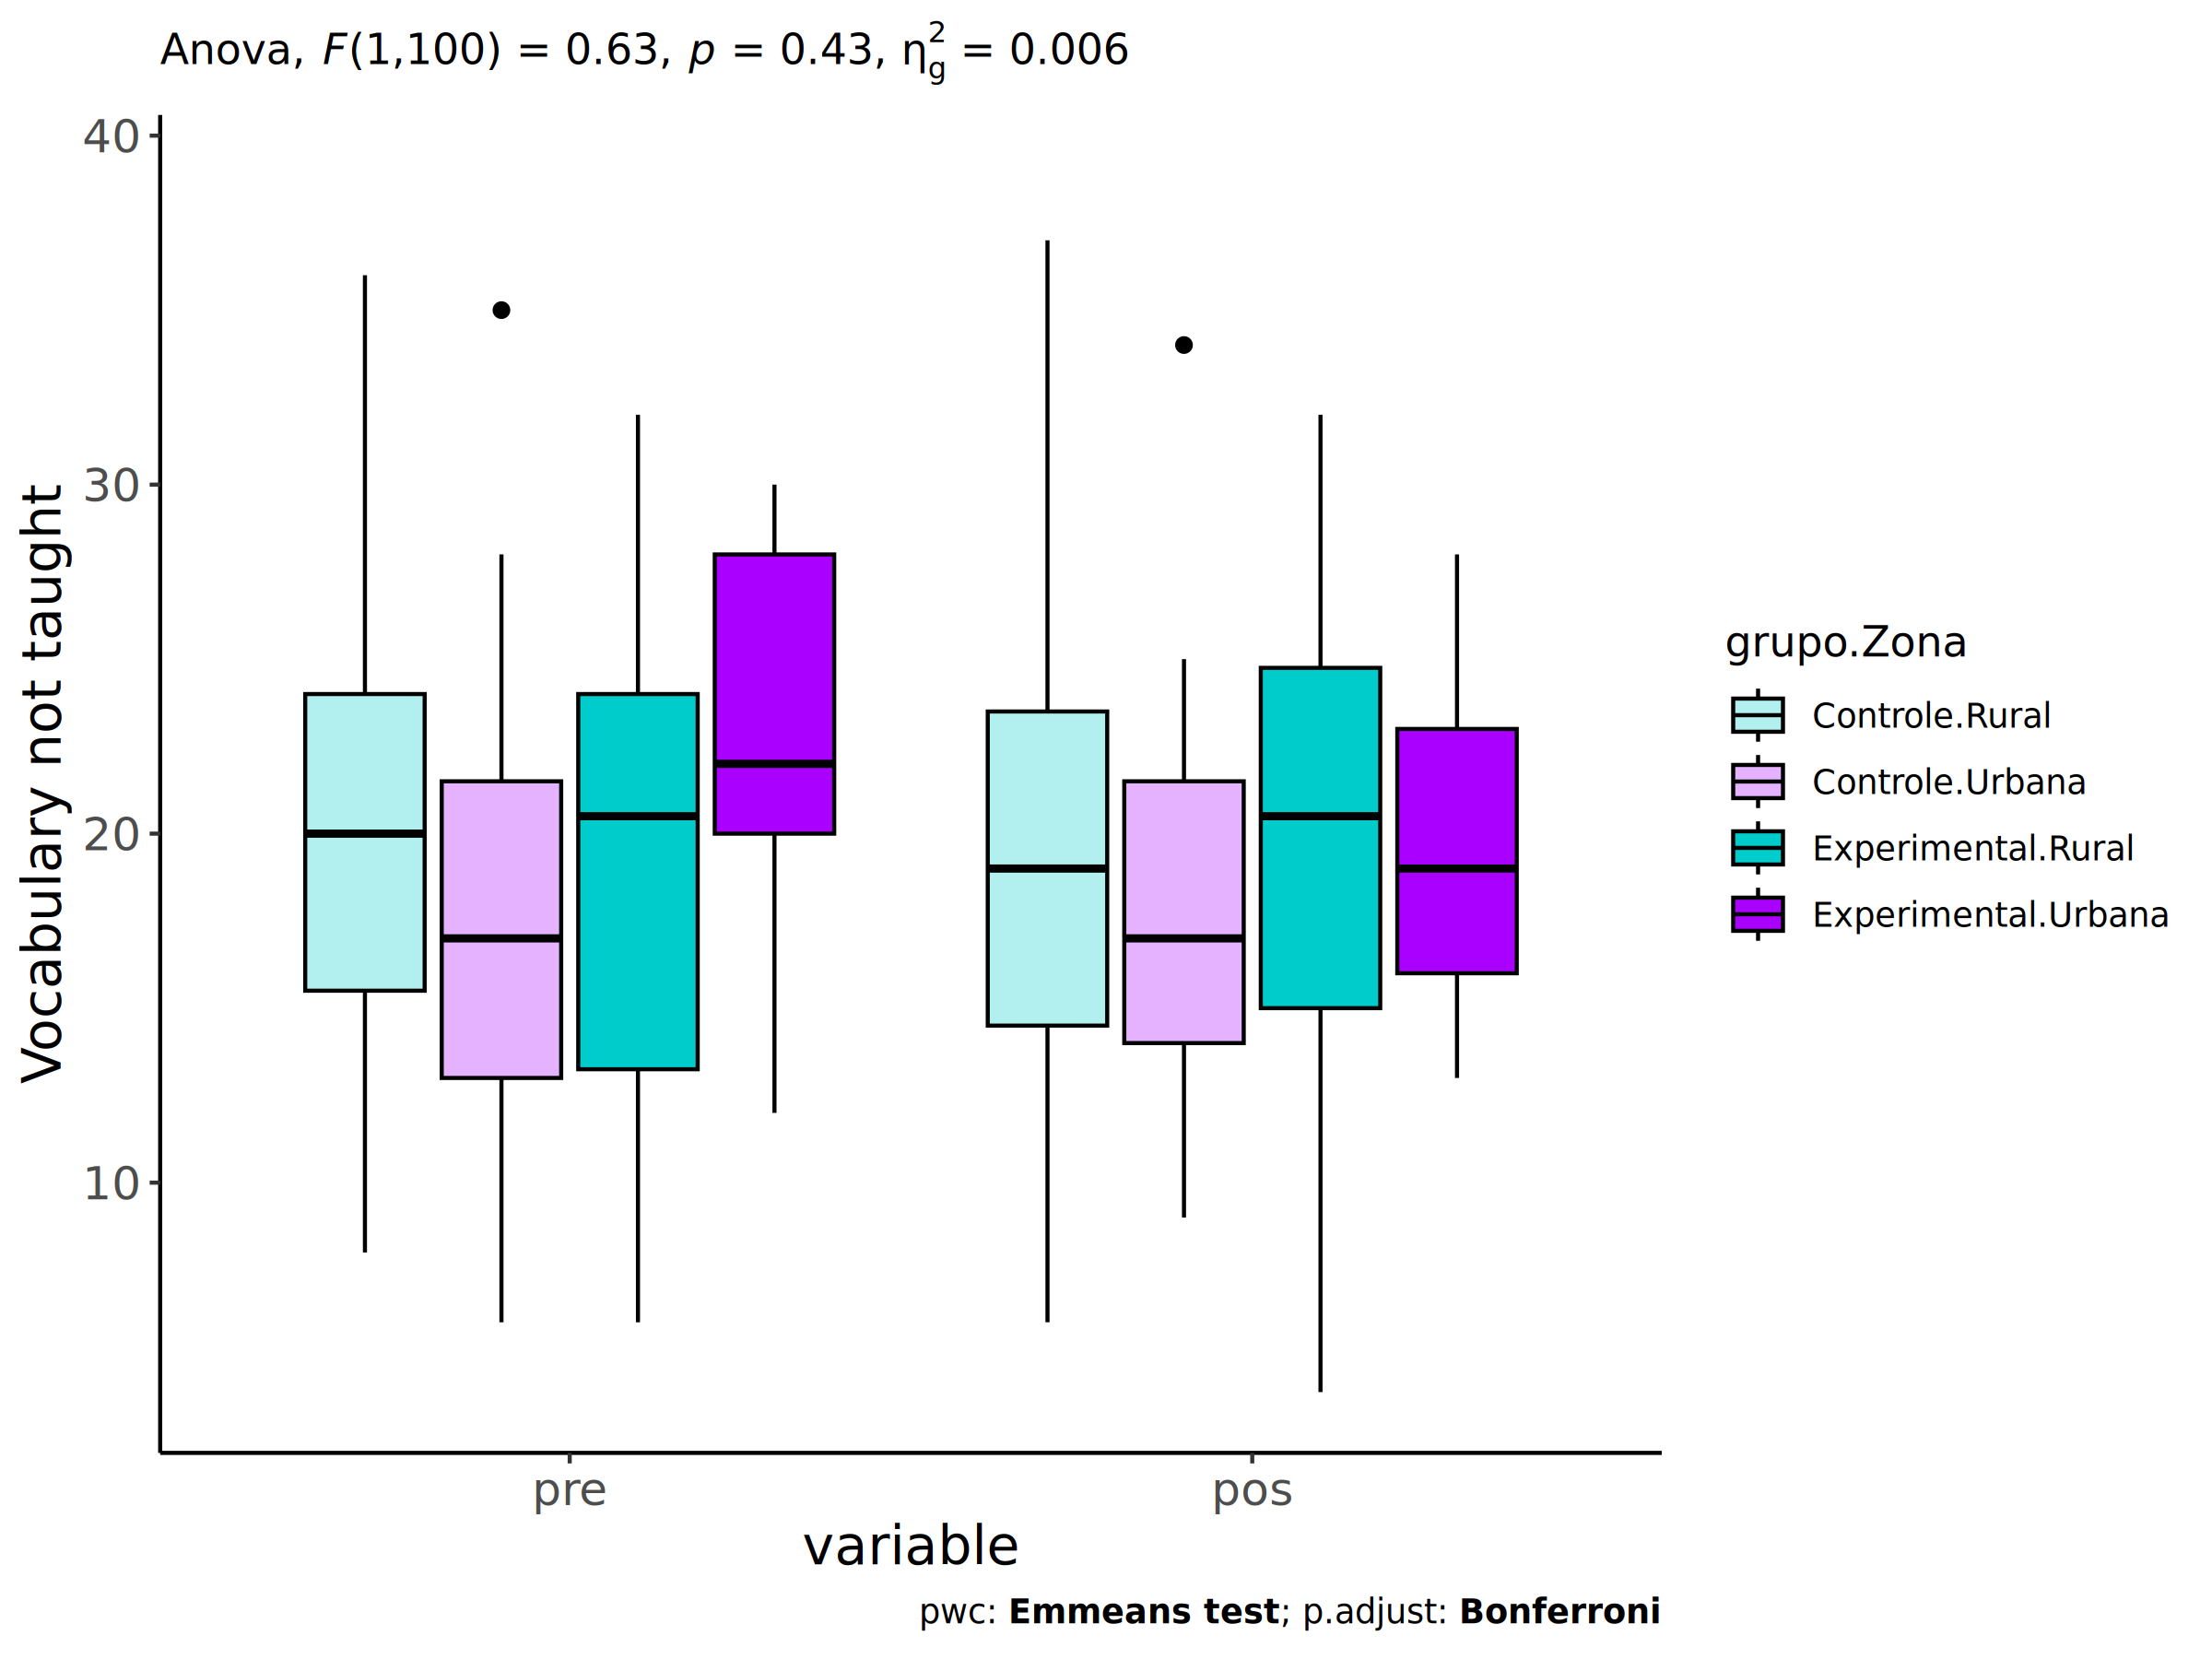 Anova, F(1,100) = 0.63, p = 0.43, η²g = 0.006
Vocabulary not taught
40
30
20
10
pre
pos
variable
grupo.Zona
Controle.Rural
Controle.Urbana
Experimental.Rural
Experimental.Urbana
pwc: Emmeans test; p.adjust: Bonferroni